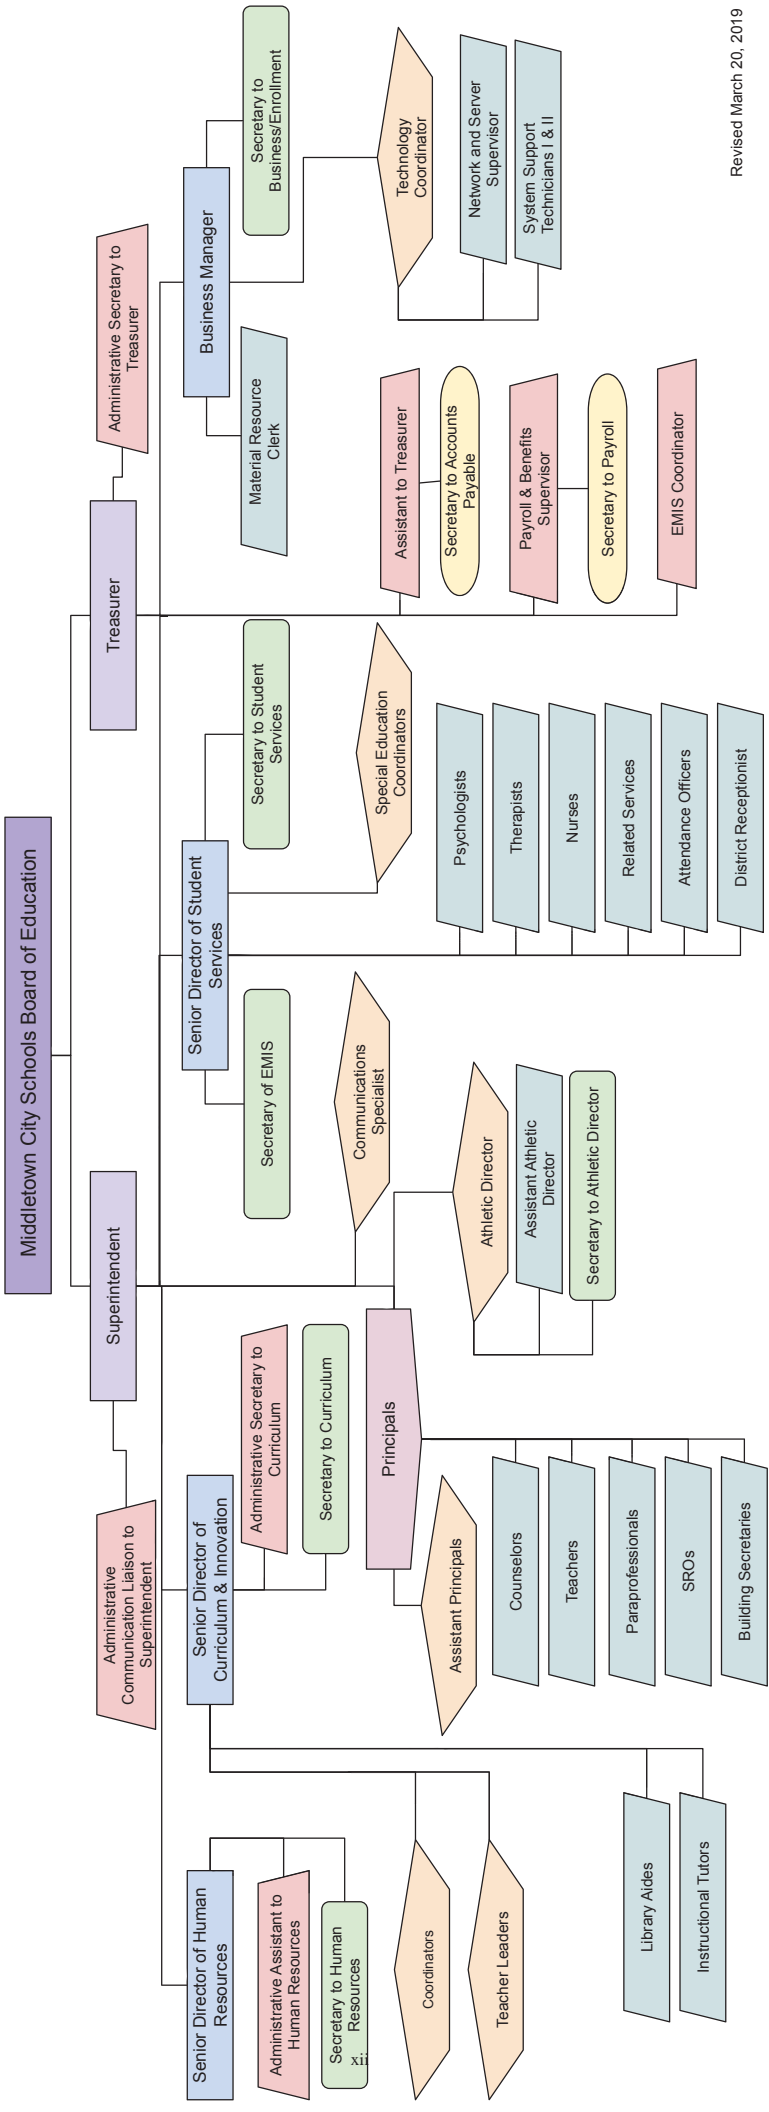 Middletown City Schools Board of Education
Superintendent
Treasurer
Administrative
Communication Liaison to
Superintendent
Administrative Secretary to
Treasurer
Senior Director of Human
Resources
Administrative Assistant to
Human Resources
Secretary to Human
Resources
Senior Director of
Curriculum & Innovation
Administrative Secretary to
Curriculum
Secretary to Curriculum
Coordinators
Teacher Leaders
Library Aides
Instructional Tutors
Principals
Assistant Principals
Counselors
Teachers
Paraprofessionals
SROs
Building Secretaries
Athletic Director
Assistant Athletic
Director
Secretary to Athletic Director
Communications
Specialist
Senior Director of Student
Services
Secretary of EMIS
Secretary to Student
Services
Special Education
Coordinators
Psychologists
Therapists
Nurses
Related Services
Attendance Officers
District Receptionist
Assistant to Treasurer
Secretary to Accounts
Payable
Payroll & Benefits
Supervisor
Secretary to Payroll
EMIS Coordinator
Business Manager
Material Resource
Clerk
Secretary to
Business/Enrollment
Technology
Coordinator
Network and Server
Supervisor
System Support
Technicians I & II
Revised March 20, 2019
xii